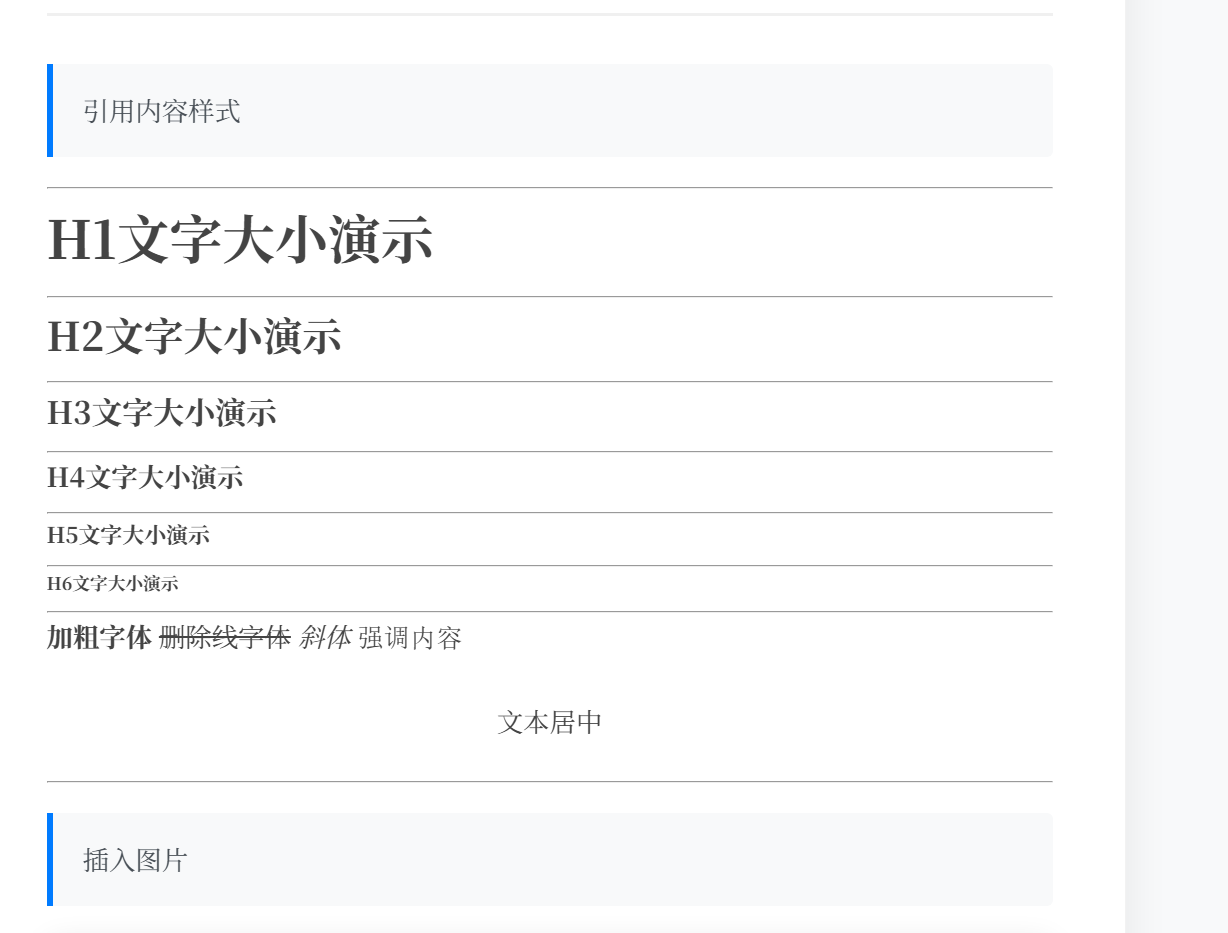 引用内容样式
H1文字大小演示
H2文字大小演示
H3文字大小演示
H4文字大小演示
H5文字大小演示
H6文字大小演示
加粗字体 删除线字体 斜体 强调内容
文本居中
插入图片